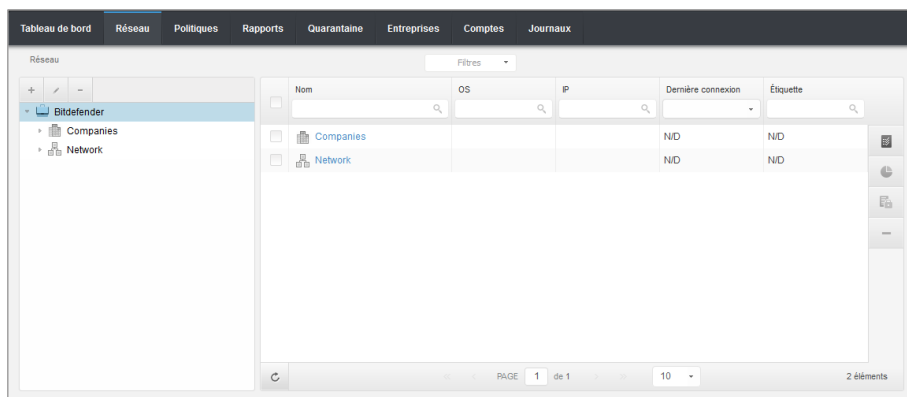 Tableau de bord Réseau Politiques Rapports Quarantaine Entreprises Comptes Journaux
Réseau
Filtres
Bitdefender
Companies
Network
Nom OS IP Dernière connexion Étiquette
Companies N/D N/D
Network N/D N/D
PAGE 1 de 1 10 2 éléments